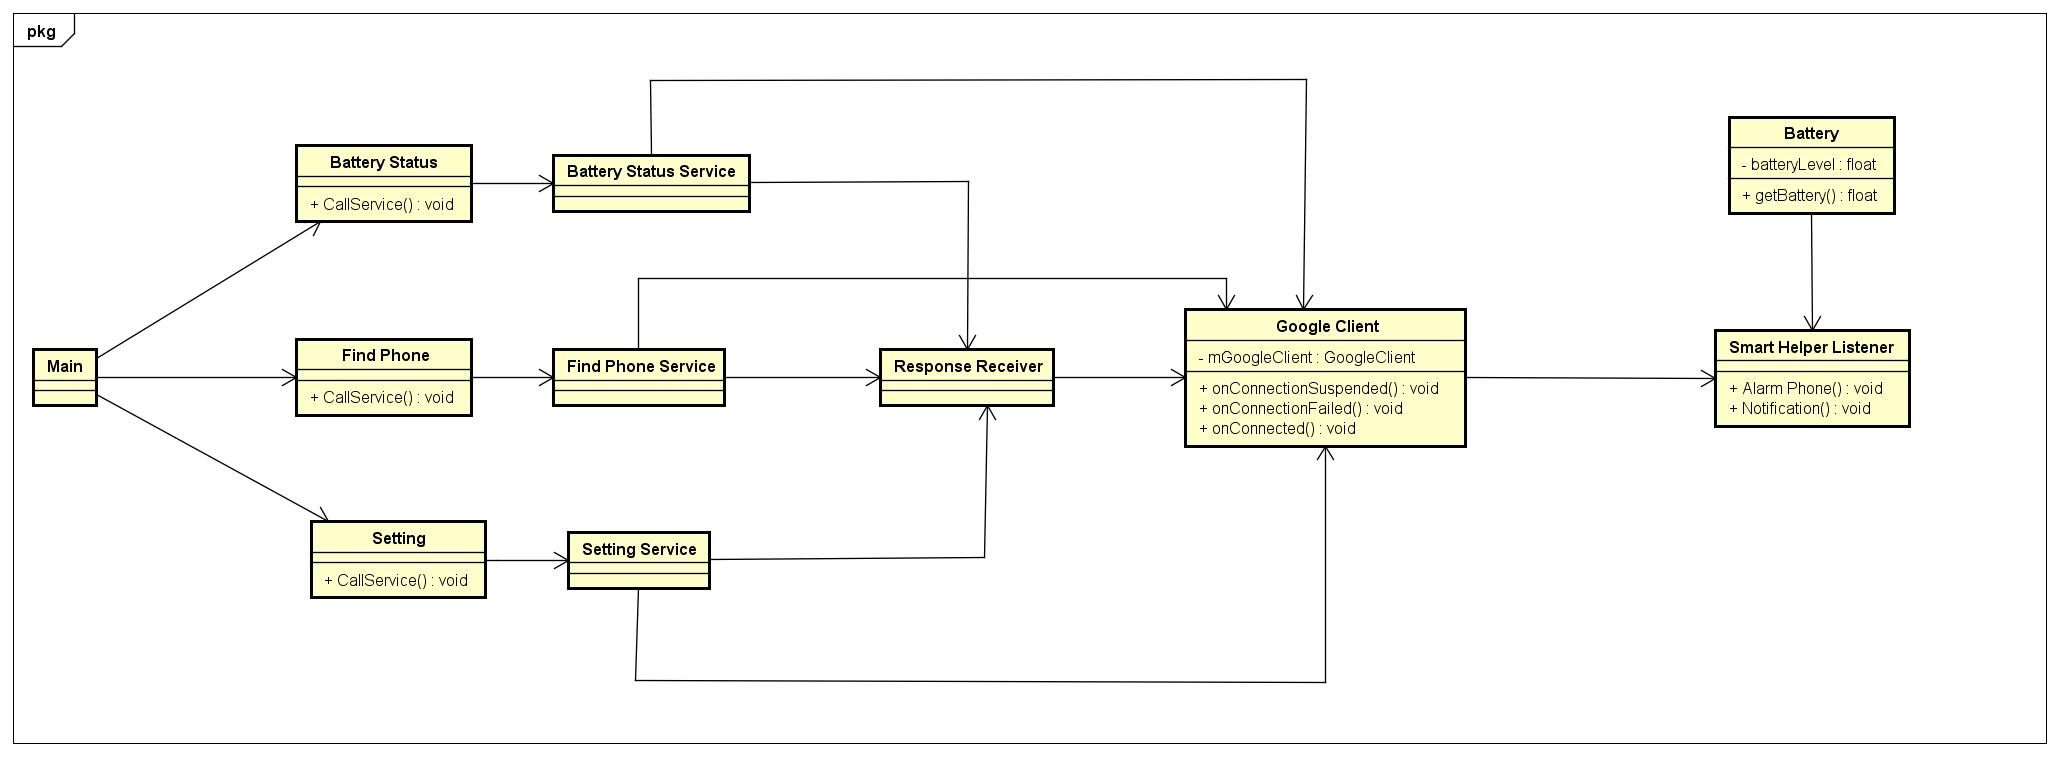 pkg
Battery Status
+ CallService() : void
Battery Status Service
Battery
- batteryLevel : float
+ getBattery() : float
Main
Find Phone
+ CallService() : void
Find Phone Service
Response Receiver
Google Client
- mGoogleClient : GoogleClient
+ onConnectionSuspended() : void
+ onConnectionFailed() : void
+ onConnected() : void
Smart Helper Listener
+ Alarm Phone() : void
+ Notification() : void
Setting
+ CallService() : void
Setting Service